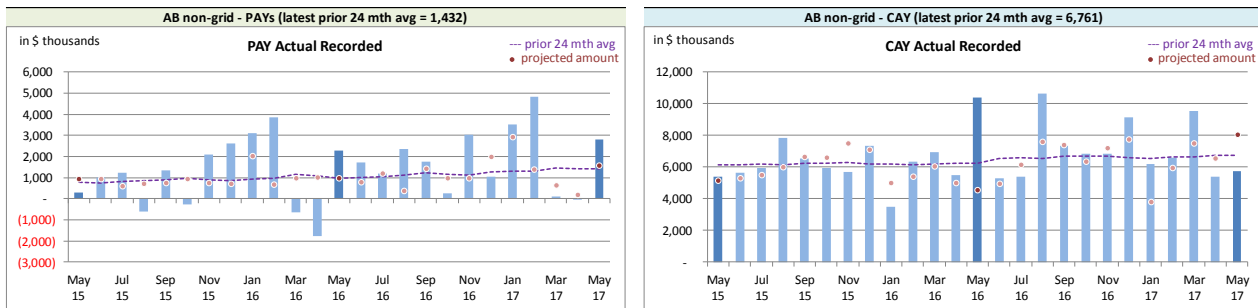 AB non-grid - PAYs (latest prior 24 mth avg = 1,432)
in $ thousands
PAY Actual Recorded
--- prior 24 mth avg
• projected amount
6,000
5,000
4,000
3,000
2,000
1,000
-
(1,000)
(2,000)
(3,000)
May Jul Sep Nov Jan Mar May Jul Sep Nov Jan Mar May
15 15 15 15 16 16 16 16 16 16 17 17 17
AB non-grid - CAY (latest prior 24 mth avg = 6,761)
in $ thousands
CAY Actual Recorded
--- prior 24 mth avg
• projected amount
12,000
10,000
8,000
6,000
4,000
2,000
-
May Jul Sep Nov Jan Mar May Jul Sep Nov Jan Mar May
15 15 15 15 16 16 16 16 16 16 17 17 17